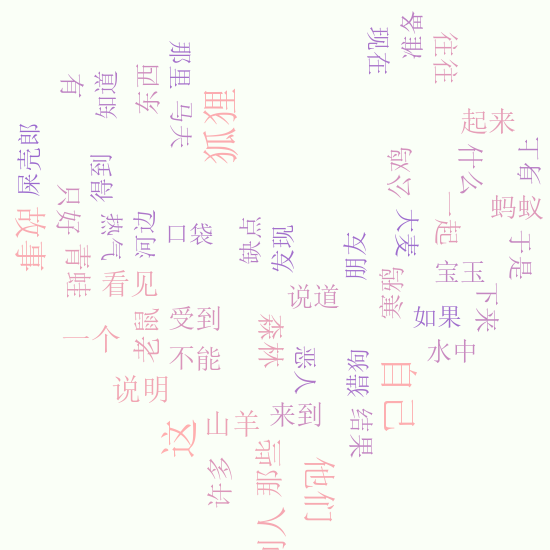 现在
准备
往往
那里
有
知道
东西
马夫
狐狸
起来
屎壳郎
公鸡
什么
得到
只好
蚂蚁
故事
热气
河边
口袋
缺点
发现
大麦
一起
于是
朋友
青蛙
看见
宝玉
寒鸦
说道
下来
如果
受到
老鼠
森林
一个
水中
不能
恶人
猎狗
说明
自己
来到
山羊
这
果结
那些
许多
他们